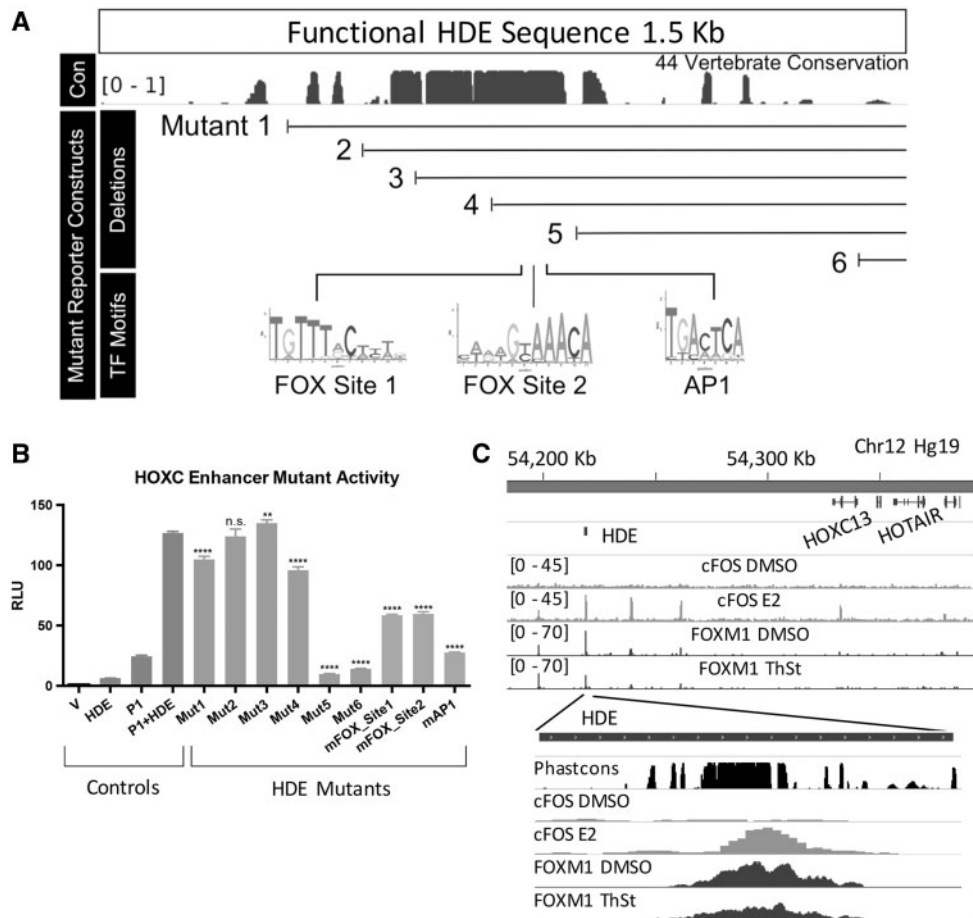 A
Functional HDE Sequence 1.5 Kb
Con
[0 - 1]
44 Vertebrate Conservation
Mutant Reporter Constructs
Deletions
TF Motifs
Mutant 1
2
3
4
5
6
FOX Site 1
FOX Site 2
AP1
B
HOXC Enhancer Mutant Activity
RLU
150
100
50
0
****
n.s.
**
****
****
****
****
****
****
V
HDE
P1
P1+HDE
Mut1
Mut2
Mut3
Mut4
Mut5
Mut6
mFOX_Site1
mFOX_Site2
mAP1
Controls
HDE Mutants
C
Chr12 Hg19
54,200 Kb
54,300 Kb
HDE
HOXC13
HOTAIR
[0 - 45]
cFOS DMSO
[0 - 45]
cFOS E2
[0 - 70]
FOXM1 DMSO
[0 - 70]
FOXM1 ThSt
HDE
Phastcons
cFOS DMSO
cFOS E2
FOXM1 DMSO
FOXM1 ThSt